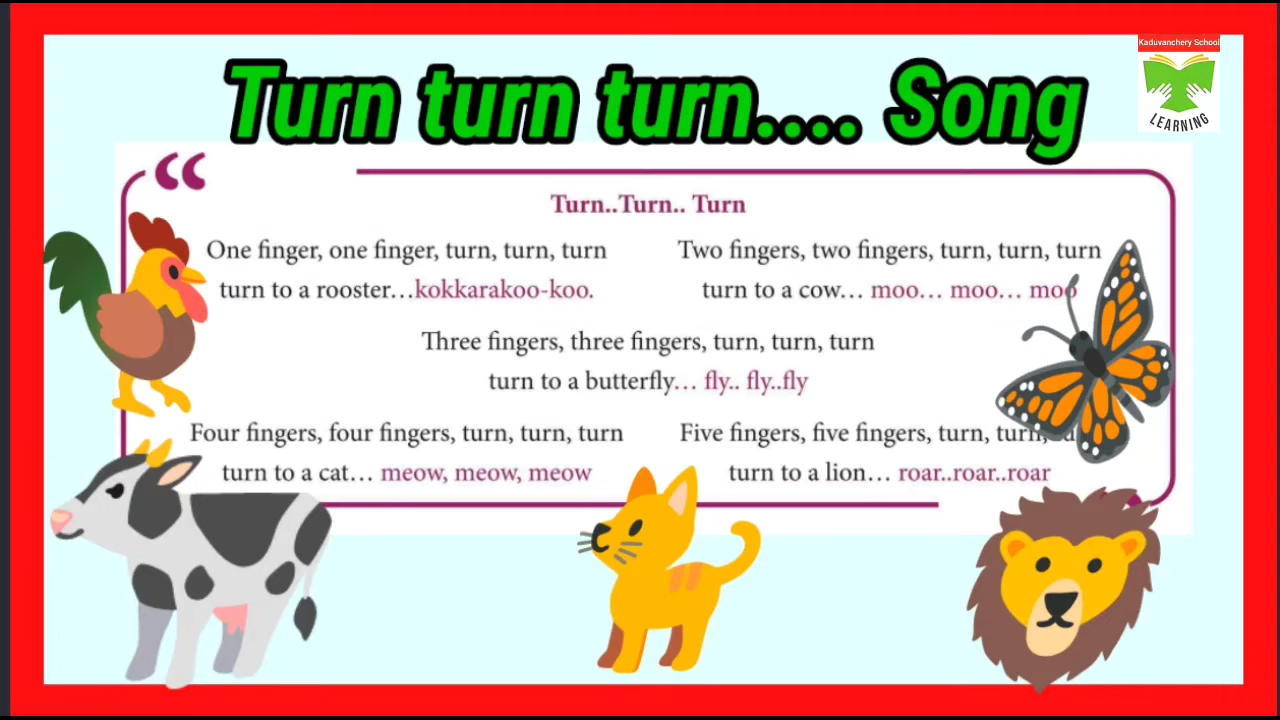 Turn turn turn.... Song
Kaduvanchery School
LEARNING
Turn..Turn.. Turn
One finger, one finger, turn, turn, turn
turn to a rooster…kokkarakoo-koo.
Two fingers, two fingers, turn, turn, turn
turn to a cow… moo… moo… moo
Three fingers, three fingers, turn, turn, turn
turn to a butterfly… fly.. fly..fly
Four fingers, four fingers, turn, turn, turn
turn to a cat… meow, meow, meow
Five fingers, five fingers, turn, turn,
turn to a lion… roar..roar..roar